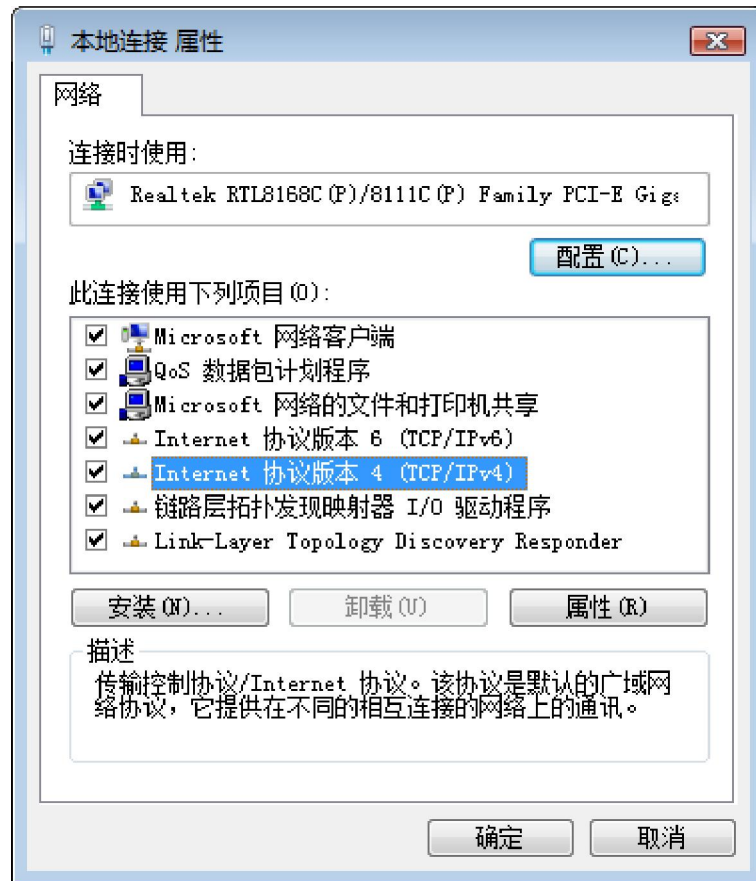 本地连接 属性
网络
连接时使用:
Realtek RTL8168C(P)/8111C(P) Family PCI-E
配置(C)...
此连接使用下列项目(O):
Microsoft 网络客户端
QoS 数据包计划程序
Microsoft 网络的文件和打印机共享
Internet 协议版本 6 (TCP/IPv6)
Internet 协议版本 4 (TCP/IPv4)
链路层拓扑发现映射器 I/O 驱动程序
Link-Layer Topology Discovery Responder
安装(N)... 卸载(U) 属性(R)
描述
传输控制协议/Internet 协议。该协议是默认的广域网
络协议，它提供在不同的相互连接的网络上的通讯。
确定 取消